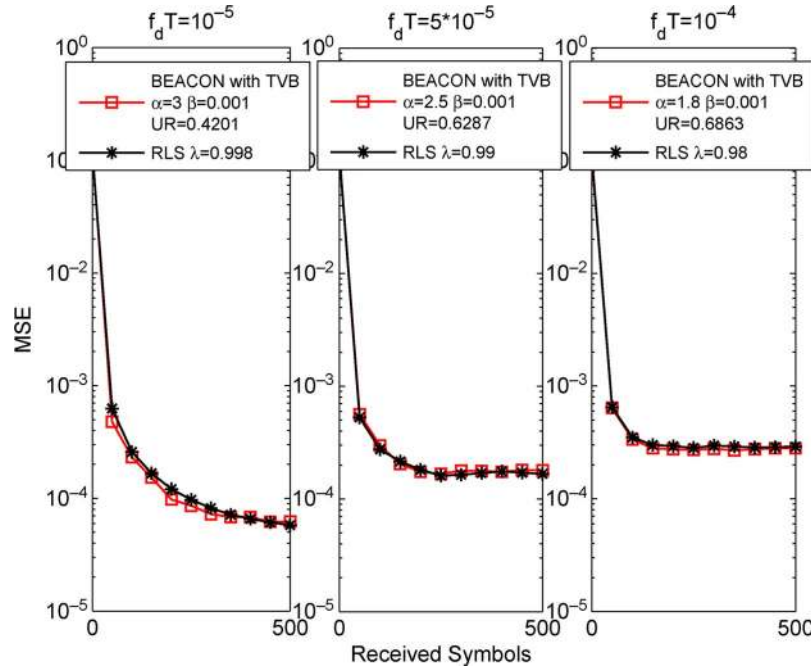 f_dT=10^−5
f_dT=5*10^−5
f_dT=10^−4
10^0
10^0
10^0
BEACON with TVB
α=3 β=0.001
UR=0.4201
RLS λ=0.998
BEACON with TVB
α=2.5 β=0.001
UR=0.6287
RLS λ=0.99
BEACON with TVB
α=1.8 β=0.001
UR=0.6863
RLS λ=0.98
10
10
10
10^−2
10^−2
10^−2
MSE
10^−3
10^−3
10^−3
10^−4
10^−4
10^−4
10^−5
10^−5
10^−5
0
500
0
500
0
500
Received Symbols